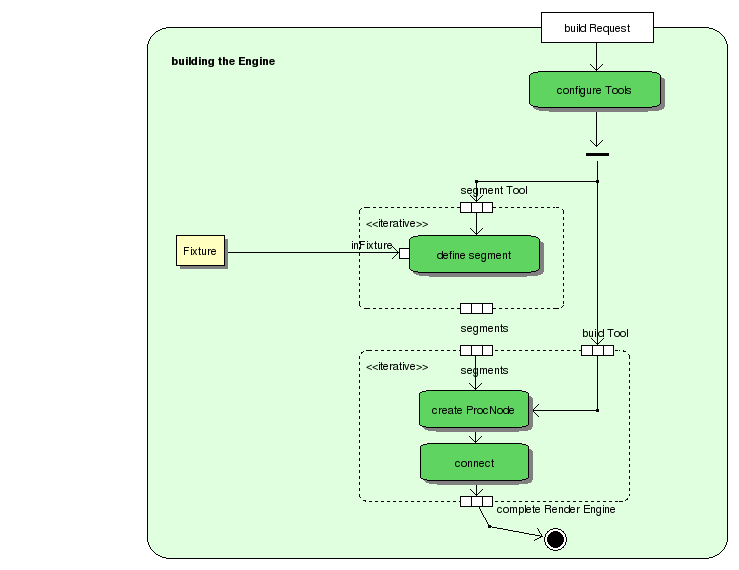 build Request
building the Engine
configure Tools
segment Tool
<<iterative>>
inFixture
Fixture
define segment
segments
build Tool
<<iterative>>
segments
create ProcNode
connect
complete Render Engine